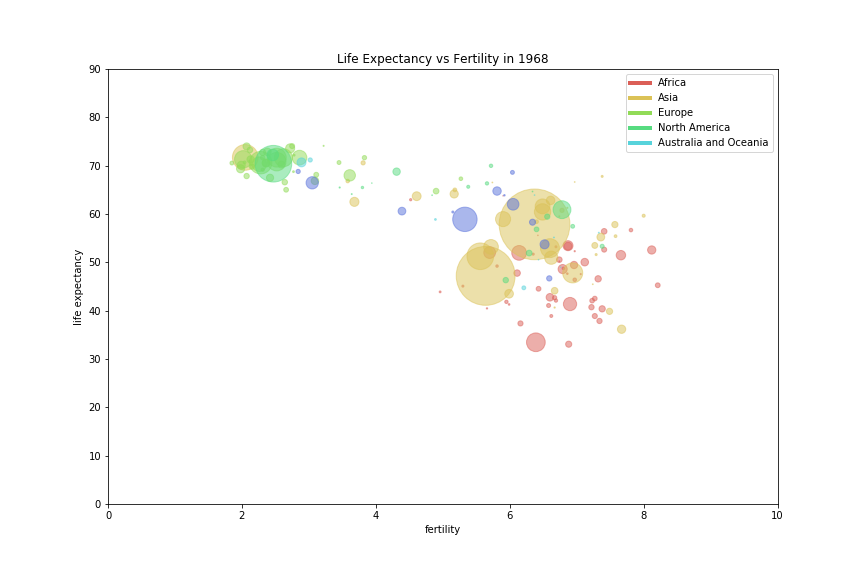 Life Expectancy vs Fertility in 1968
90
80
70
60
50
40
30
20
10
0
life expectancy
Africa
Asia
Europe
North America
Australia and Oceania
0 2 4 6 8 10
fertility